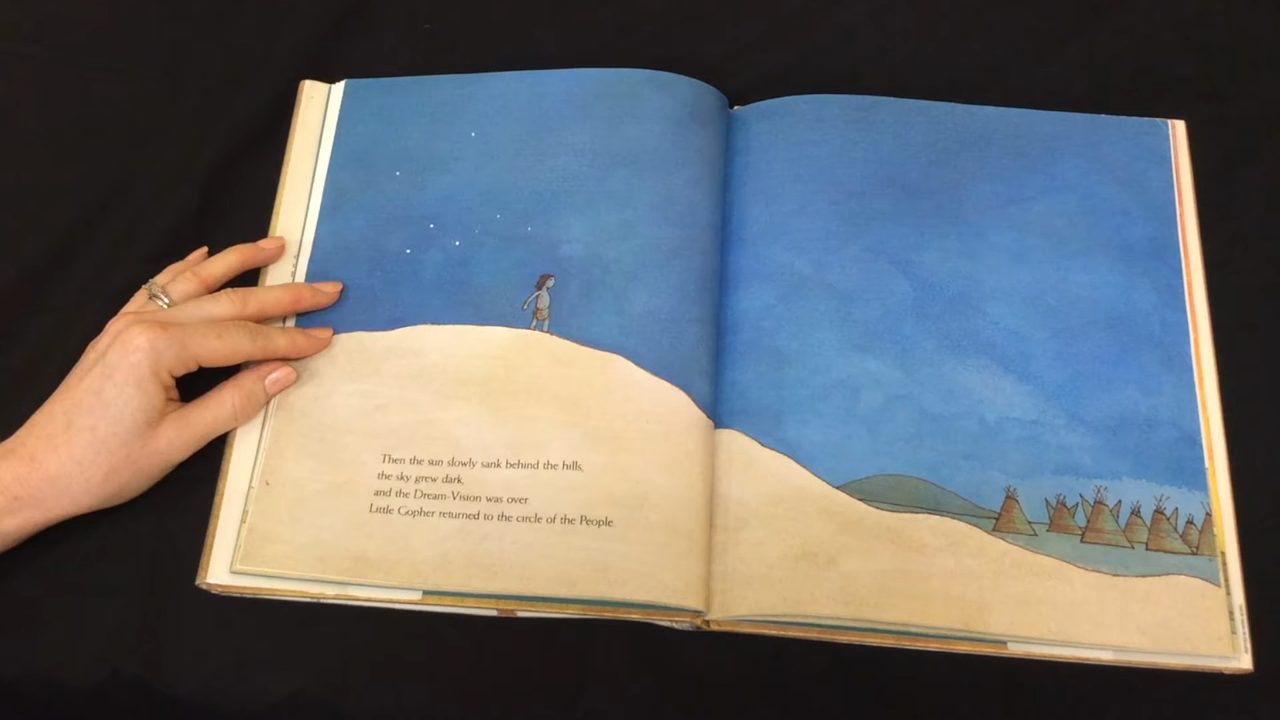 Then the sun slowly sank behind the hills,
the sky grew dark,
and the Dream-Vision was over.
Little Gopher returned to the circle of the People.